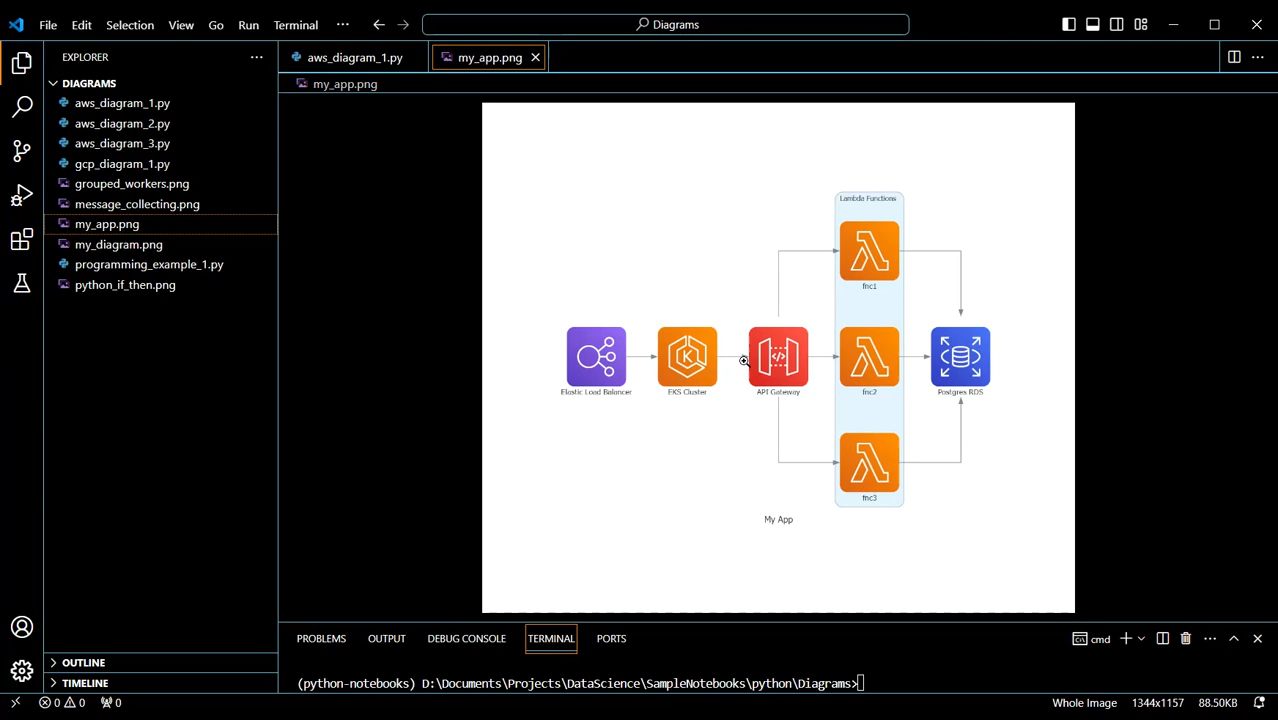 File Edit Selection View Go Run Terminal ··· Diagrams
EXPLORER ···
DIAGRAMS
aws_diagram_1.py
aws_diagram_2.py
aws_diagram_3.py
gcp_diagram_1.py
grouped_workers.png
message_collecting.png
my_app.png
my_diagram.png
programming_example_1.py
python_if_then.png
OUTLINE
TIMELINE
aws_diagram_1.py my_app.png
my_app.png
Lambda Functions
fnc1
Elastic Load Balancer EKS Cluster API Gateway fnc2 Postgres RDS
fnc3
My App
PROBLEMS OUTPUT DEBUG CONSOLE TERMINAL PORTS cmd
(python-notebooks) D:\Documents\Projects\DataScience\SampleNotebooks\python\Diagrams>
0 0 0 Whole Image 1344x1157 88.50KB